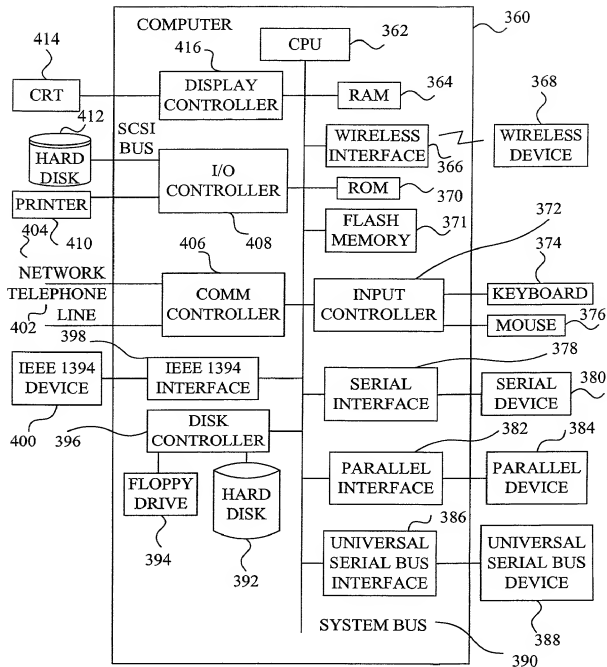 COMPUTER
360
414
416
CPU
362
CRT
DISPLAY
CONTROLLER
RAM
364
368
412
SCSI
BUS
HARD
DISK
I/O
CONTROLLER
WIRELESS
INTERFACE
366
WIRELESS
DEVICE
PRINTER
ROM
370
404
410
408
FLASH
MEMORY
371
372
374
406
NETWORK
TELEPHONE
LINE
402
COMM
CONTROLLER
INPUT
CONTROLLER
KEYBOARD
376
MOUSE
398
378
IEEE 1394
DEVICE
IEEE 1394
INTERFACE
SERIAL
INTERFACE
SERIAL
DEVICE
380
400
396
DISK
CONTROLLER
382
384
FLOPPY
DRIVE
HARD
DISK
PARALLEL
INTERFACE
PARALLEL
DEVICE
394
392
386
UNIVERSAL
SERIAL BUS
INTERFACE
UNIVERSAL
SERIAL BUS
DEVICE
SYSTEM BUS
388
390